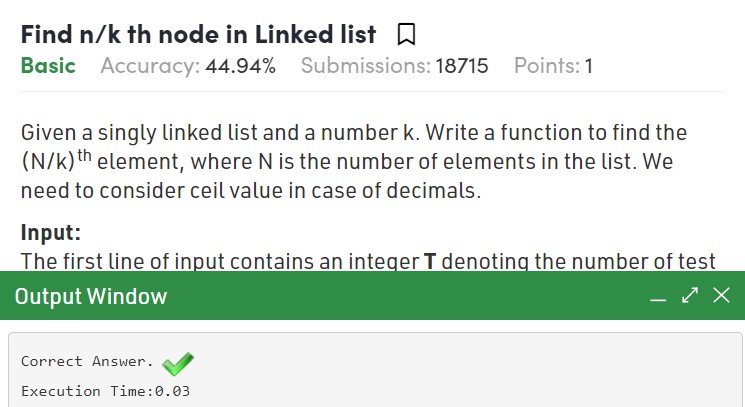 Find n/k th node in Linked list
Basic Accuracy: 44.94% Submissions: 18715 Points: 1
Given a singly linked list and a number k. Write a function to find the
(N/k)th element, where N is the number of elements in the list. We
need to consider ceil value in case of decimals.
Input:
The first line of input contains an integer T denoting the number of test
Output Window
Correct Answer.
Execution Time:0.03